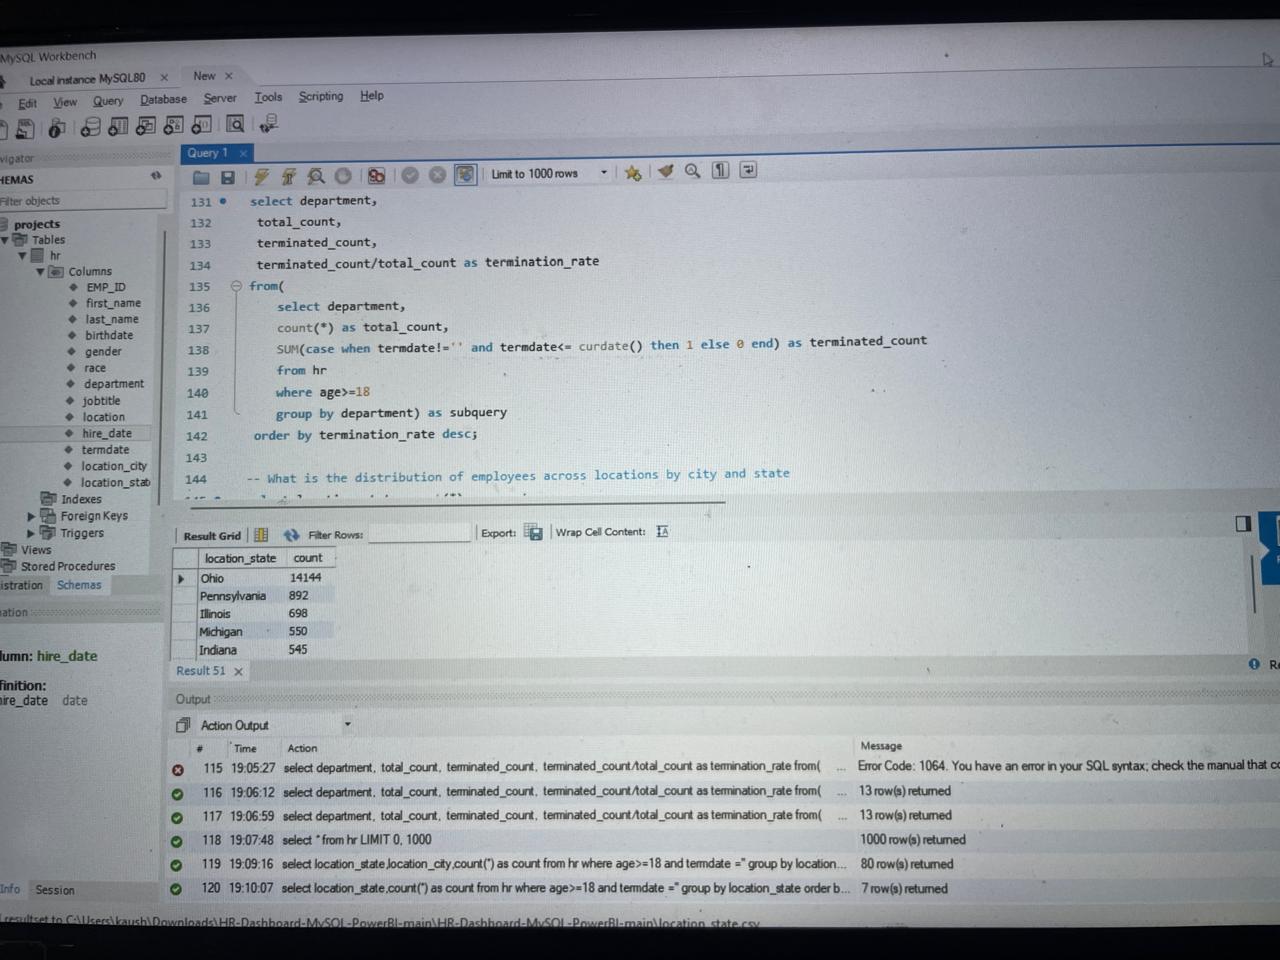 MySQL Workbench
Local instance MySQL80 × New ×
Edit View Query Database Server Tools Scripting Help
vigator
Query 1 ×
HEMAS
Filter objects
Limit to 1000 rows
projects
Tables
hr
Columns
EMP_ID
first_name
last_name
birthdate
gender
race
department
jobtitle
location
hire_date
termdate
location_city
location_stat
Indexes
Foreign Keys
Triggers
Views
Stored Procedures
istration Schemas
ation
lumn: hire_date
finition:
hire_date date
Info Session
131 select department,
132 total_count,
133 terminated_count,
134 terminated_count/total_count as termination_rate
135 from(
136 select department,
137 count(*) as total_count,
138 SUM(case when termdate!='' and termdate<= curdate() then 1 else 0 end) as terminated_count
139 from hr
140 where age>=18
141 group by department) as subquery
142 order by termination_rate desc;
143
144 -- What is the distribution of employees across locations by city and state
Result Grid Filter Rows: Export: Wrap Cell Content:
location_state count
Ohio 14144
Pennsylvania 892
Illinois 698
Michigan 550
Indiana 545
Result 51 ×
Output
Action Output
# Time Action Message
115 19:05:27 select department, total_count, terminated_count, terminated_count/total_count as termination_rate from( ... Error Code: 1064. You have an error in your SQL syntax; check the manual that co
116 19:06:12 select department, total_count, terminated_count, terminated_count/total_count as termination_rate from( ... 13 row(s) returned
117 19:06:59 select department, total_count, terminated_count, terminated_count/total_count as termination_rate from( ... 13 row(s) returned
118 19:07:48 select * from hr LIMIT 0, 1000 1000 row(s) returned
119 19:09:16 select location_state,location_city,count(*) as count from hr where age>=18 and termdate ='' group by location... 80 row(s) returned
120 19:10:07 select location_state,count(*) as count from hr where age>=18 and termdate ='' group by location_state order b... 7 row(s) returned
resultset to C:\Users\kaush\Downloads\HR-Dashboard-MySQL-PowerBI-main\HR-Dashboard-MySQL-PowerBI-main\location_state.csv